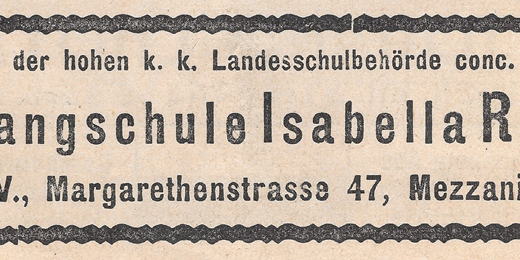 der hohen k. k. Landesschulbehörde conc.
angschule Isabella R
V., Margarethenstrasse 47, Mezzani